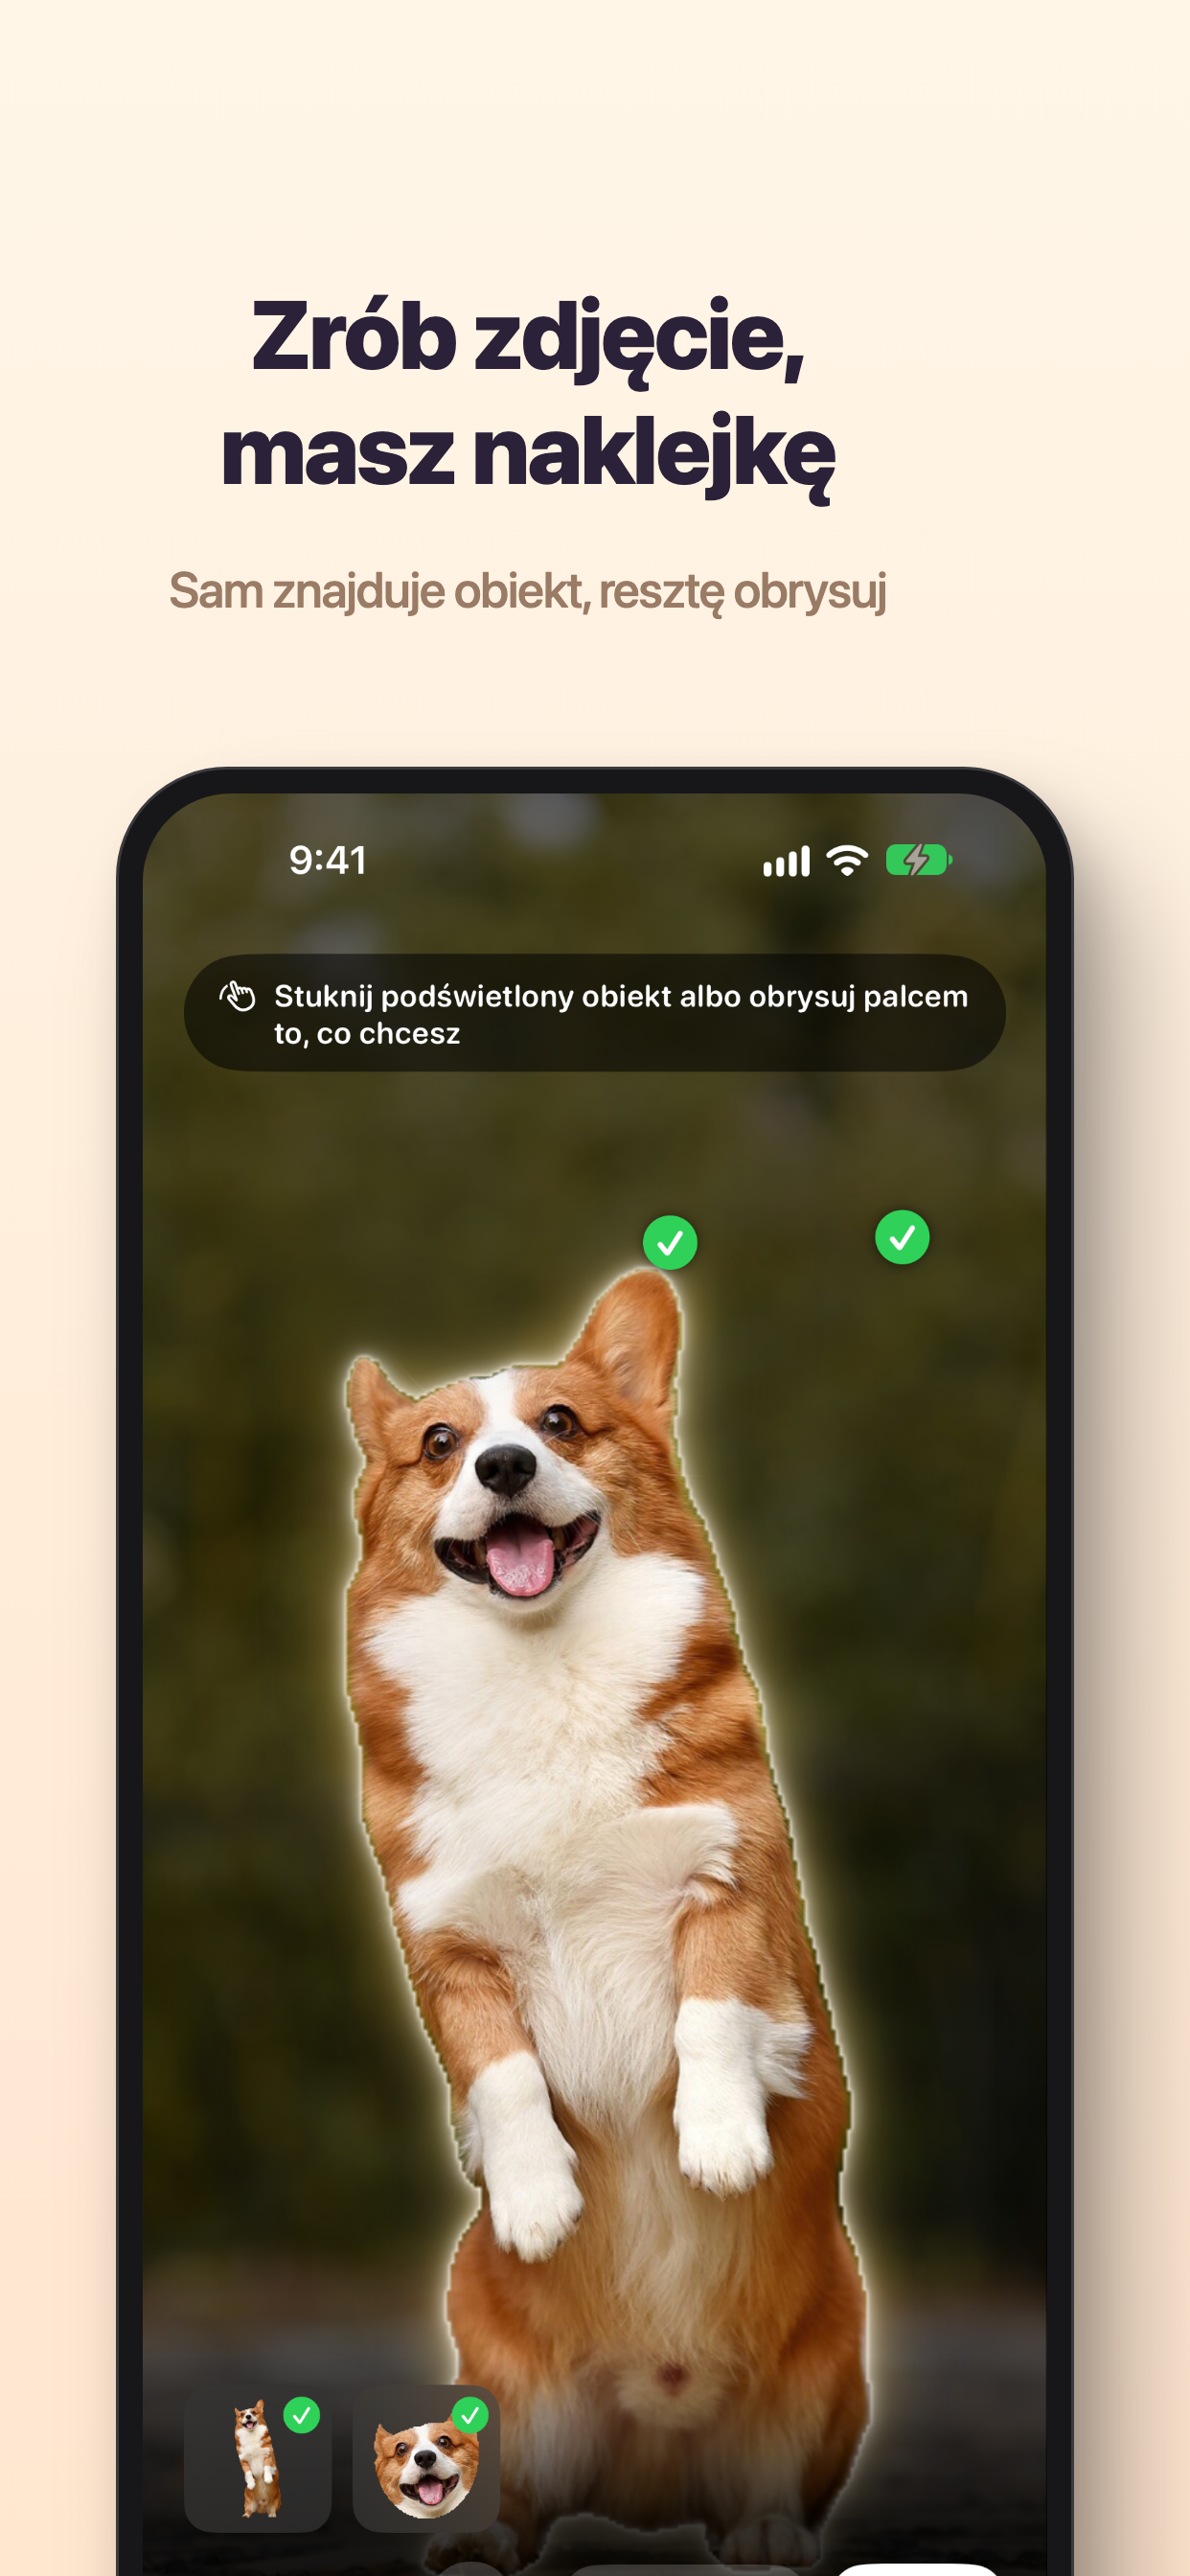 Zrób zdjęcie,
masz naklejkę
Sam znajduje obiekt, resztę obrysuj
9:41
Stuknij podświetlony obiekt albo obrysuj palcem
to, co chcesz